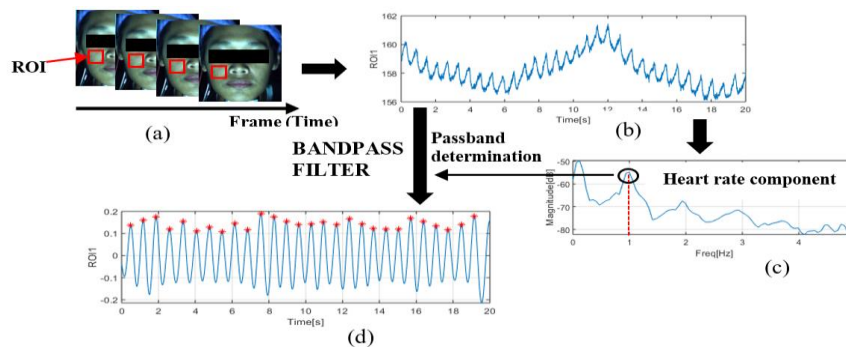 ROI
Frame (Time)
(a)
ROI1
162
160
158
156
0 2 4 6 8 10 12 14 16 18 20
Time[s]
(b)
BANDPASS
FILTER
Passband
determination
Heart rate component
Magnitude[dB]
-50
-60
-70
-80
0 1 2 3 4
Freq[Hz]
(c)
ROI1
0.2
0.1
0
-0.1
-0.2
0 2 4 6 8 10 12 14 16 18 20
Time[s]
(d)